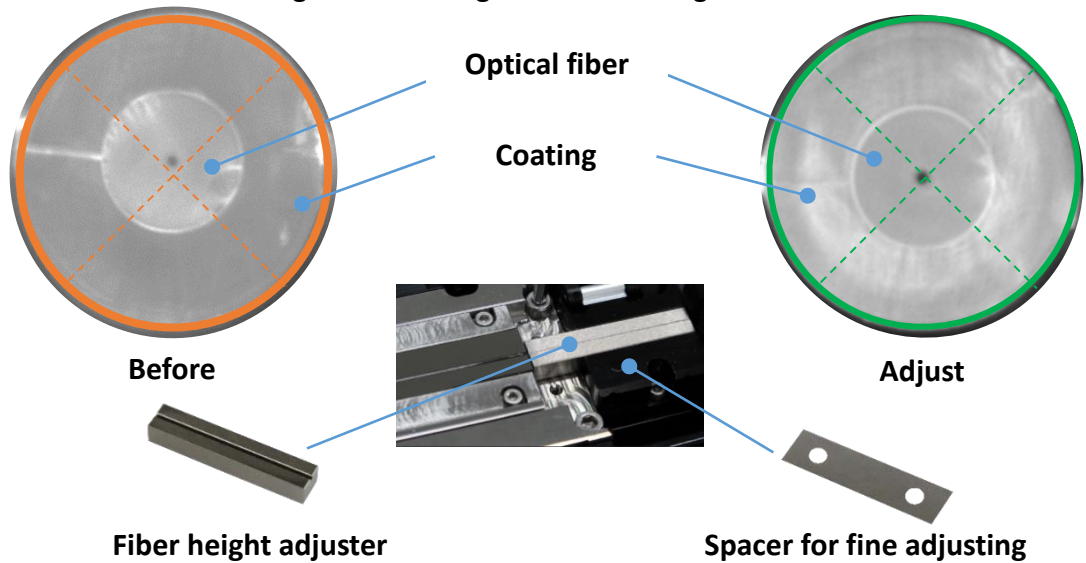 Optical fiber
Coating
Before
Adjust
Fiber height adjuster
Spacer for fine adjusting